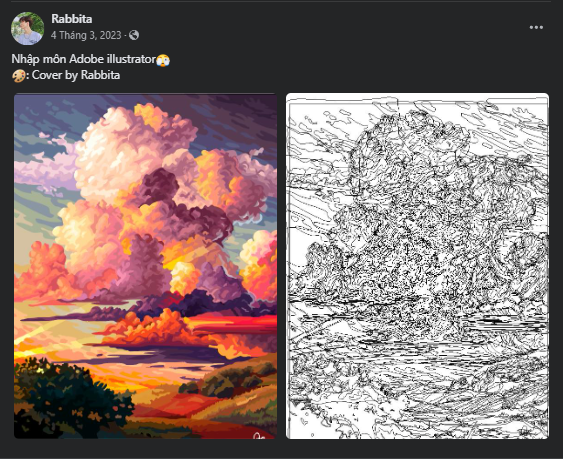 Rabbita
4 Tháng 3, 2023 ·
Nhập môn Adobe illustrator
: Cover by Rabbita